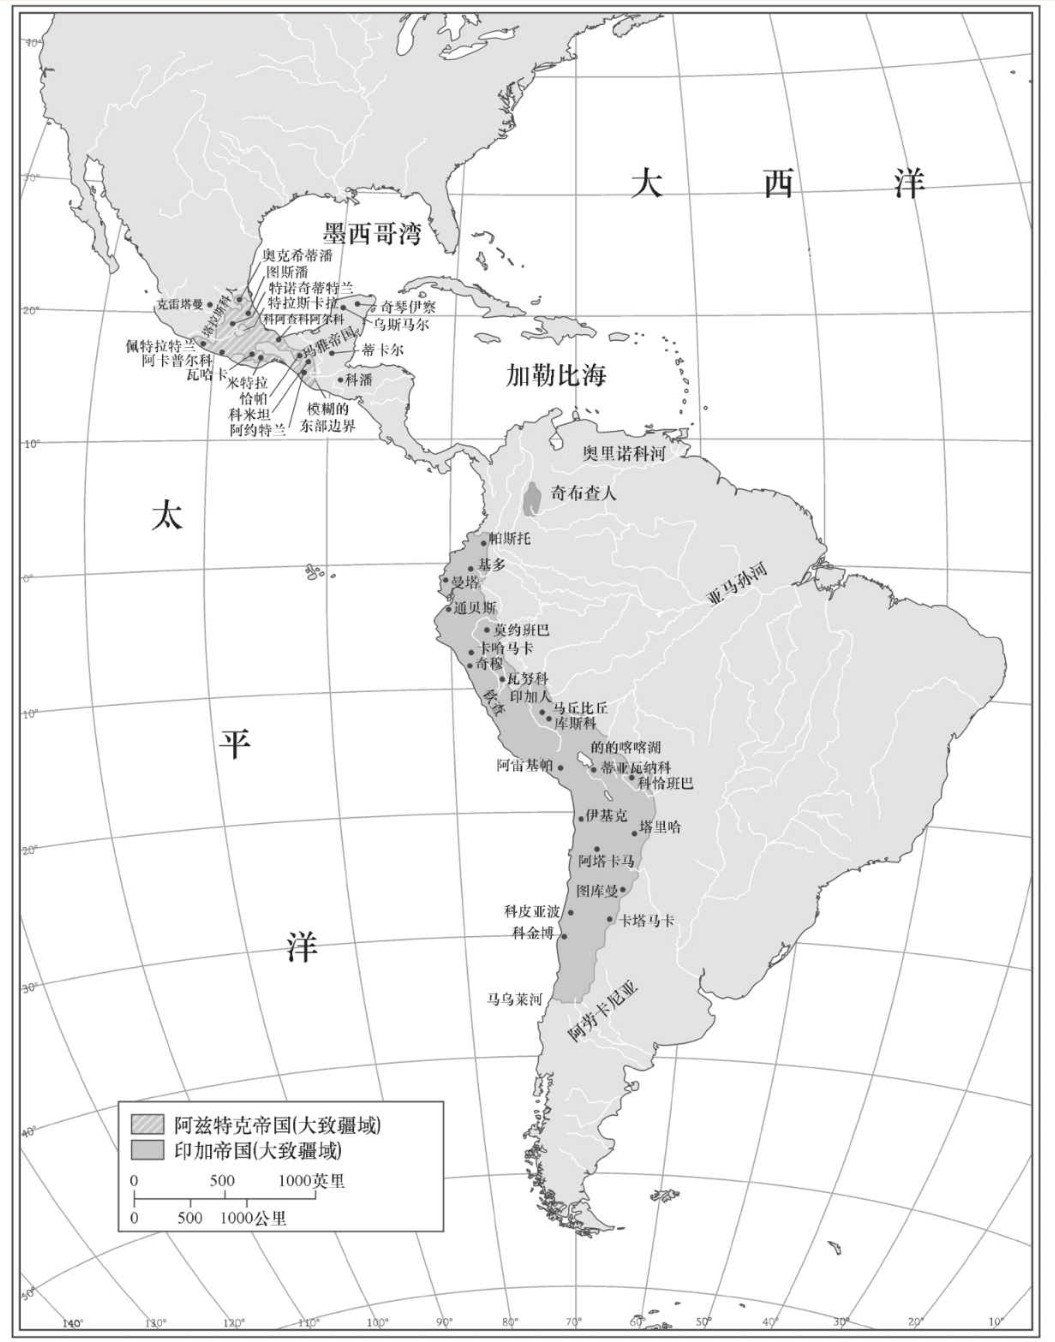 40°
大 西 洋
30°
墨西哥湾
奥克希蒂潘
图斯潘
特诺奇蒂特兰
特拉斯卡拉
科阿查科阿尔科
克雷塔曼
塔拉斯科人
奇琴伊察
乌斯马尔
20°
玛雅帝国
蒂卡尔
佩特拉特兰
阿卡普尔科
瓦哈卡
米特拉
恰帕
科米坦
阿约特兰
科潘
模糊的
东部边界
加勒比海
10°
奥里诺科河
奇布查人
太
帕斯托
基多
0°
曼塔
亚马孙河
通贝斯
莫约班巴
卡哈马卡
奇穆
瓦努科
印加人
钦查
10°
马丘比丘
库斯科
平
的的喀喀湖
阿雷基帕
蒂亚瓦纳科
科恰班巴
伊基克
塔里哈
20°
阿塔卡马
图库曼
科皮亚波
卡塔马卡
科金博
洋
30°
马乌莱河
阿劳卡尼亚
40°
阿兹特克帝国(大致疆域)
印加帝国(大致疆域)
0 500 1000英里
0 500 1000公里
50°
140° 130° 120° 110° 100° 90° 80° 70° 60° 50° 40° 30° 20° 10°